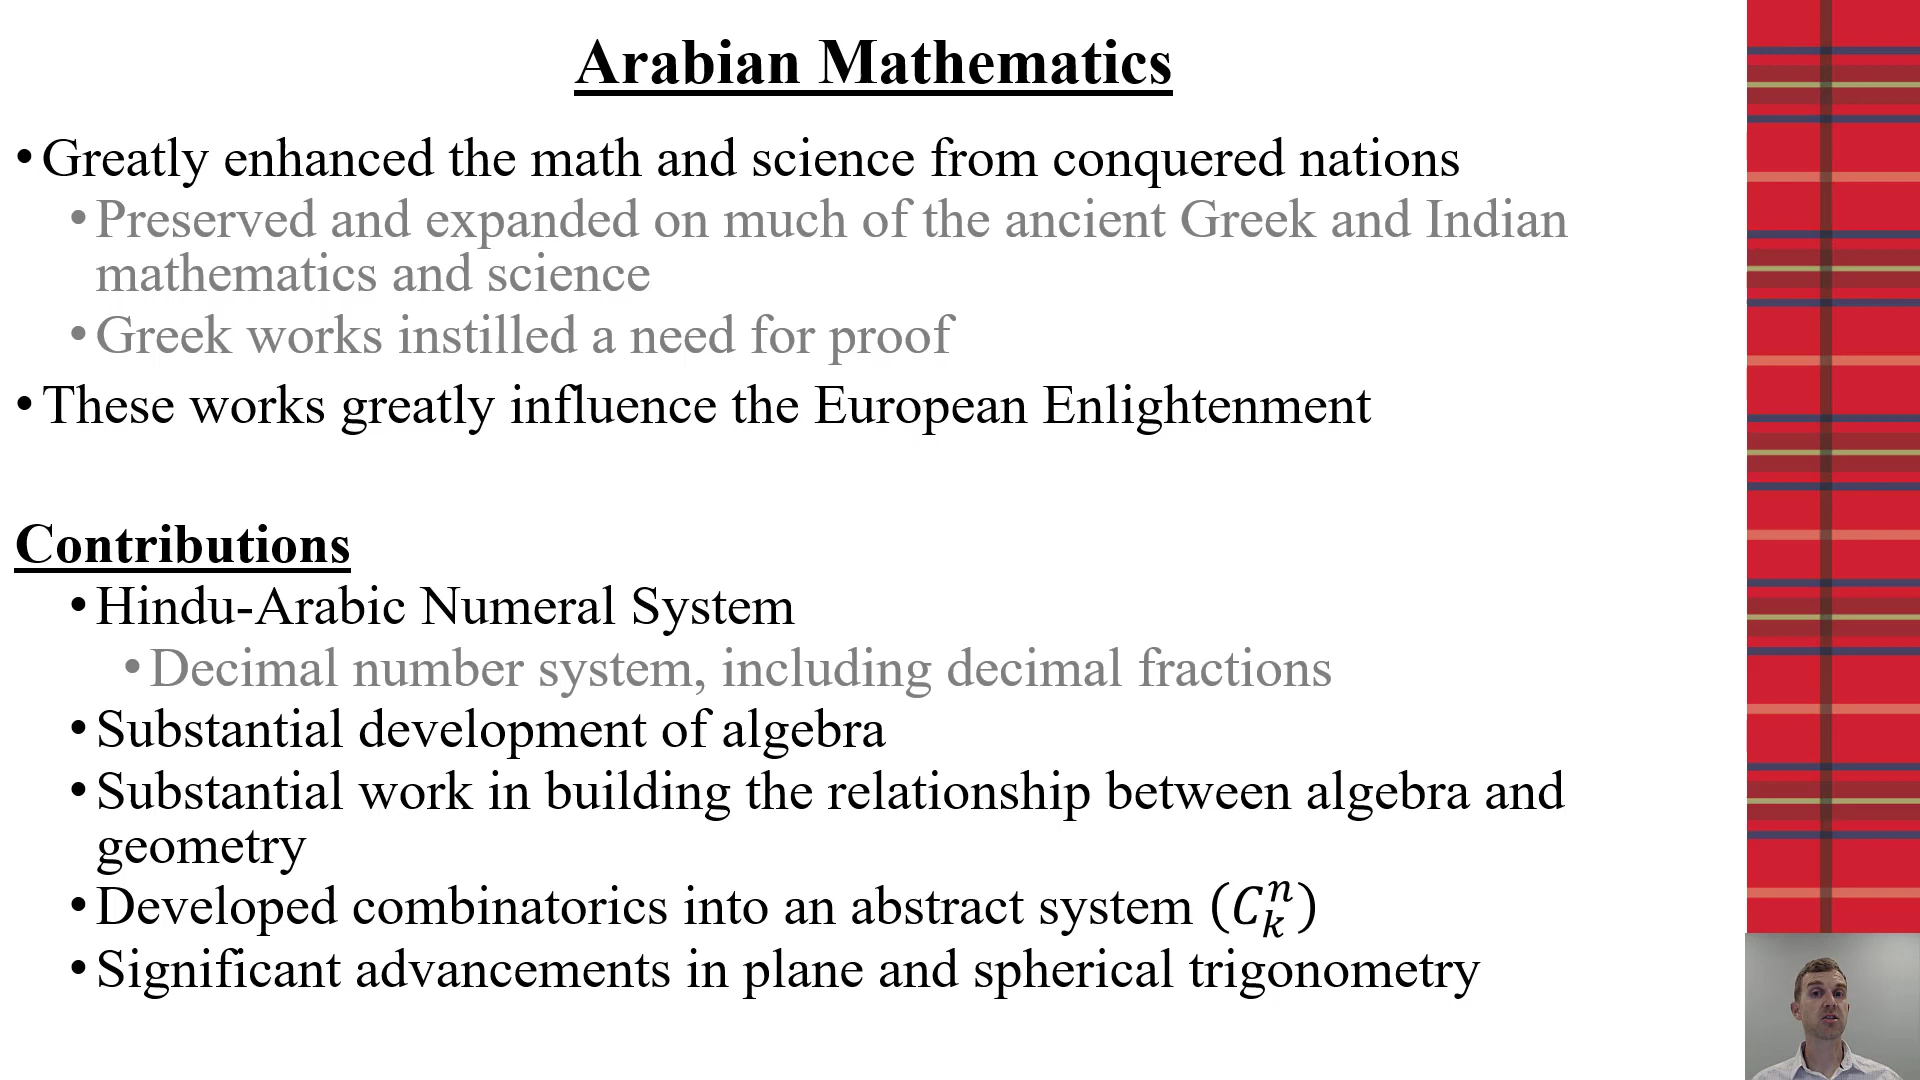 Arabian Mathematics
• Greatly enhanced the math and science from conquered nations
• Preserved and expanded on much of the ancient Greek and Indian
mathematics and science
• Greek works instilled a need for proof
• These works greatly influence the European Enlightenment
Contributions
• Hindu-Arabic Numeral System
• Decimal number system, including decimal fractions
• Substantial development of algebra
• Substantial work in building the relationship between algebra and
geometry
• Developed combinatorics into an abstract system $(C_k^n)$
• Significant advancements in plane and spherical trigonometry